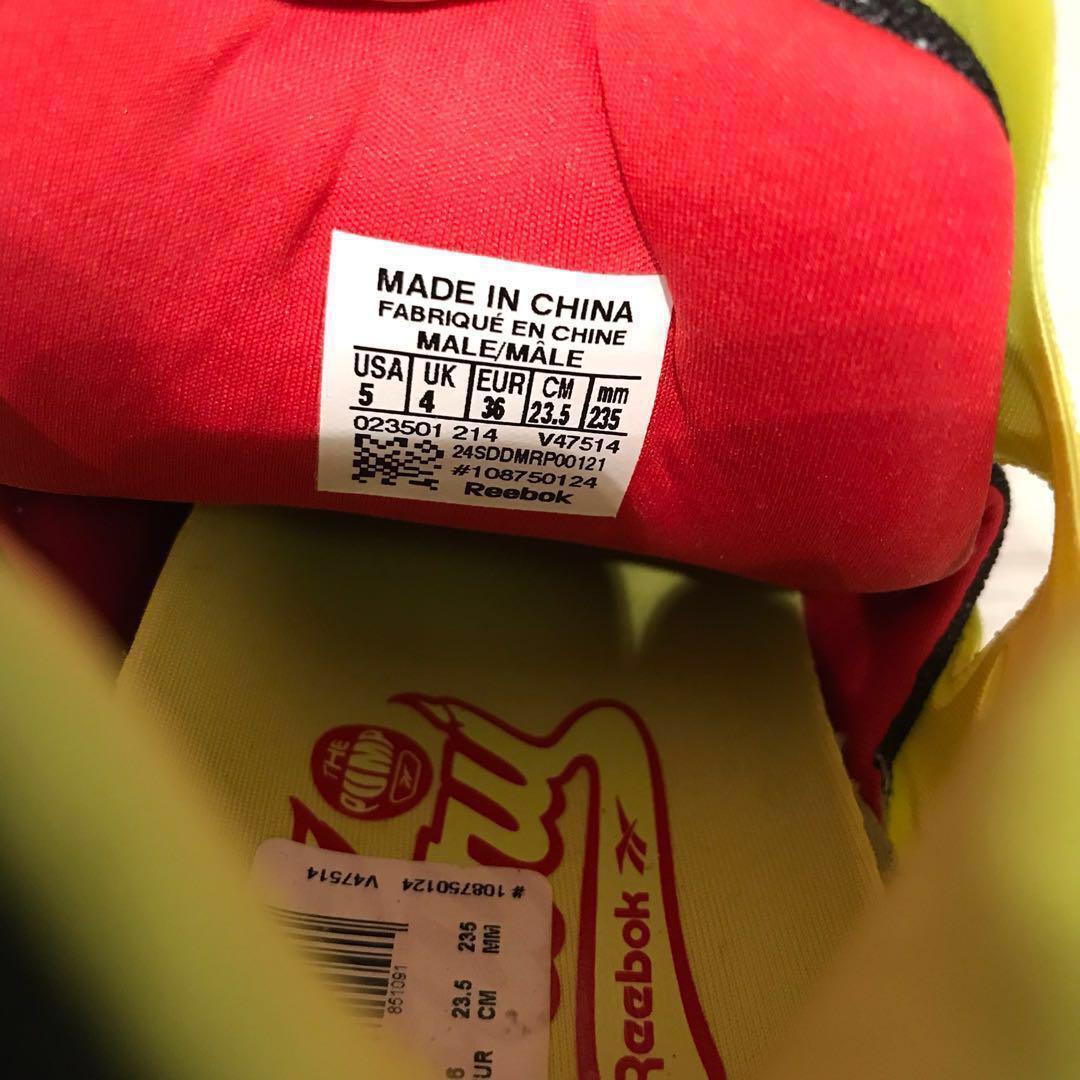 MADE IN CHINA
FABRIQUÉ EN CHINE
MALE/MÂLE
USA UK EUR CM mm
5 4 36 23.5 235
023501 214 V47514
24SDDMRP00121
#108750124
Reebok
THE
PUMP
Reebok
# 108750124 V47514
851091
235 MM
23.5 CM